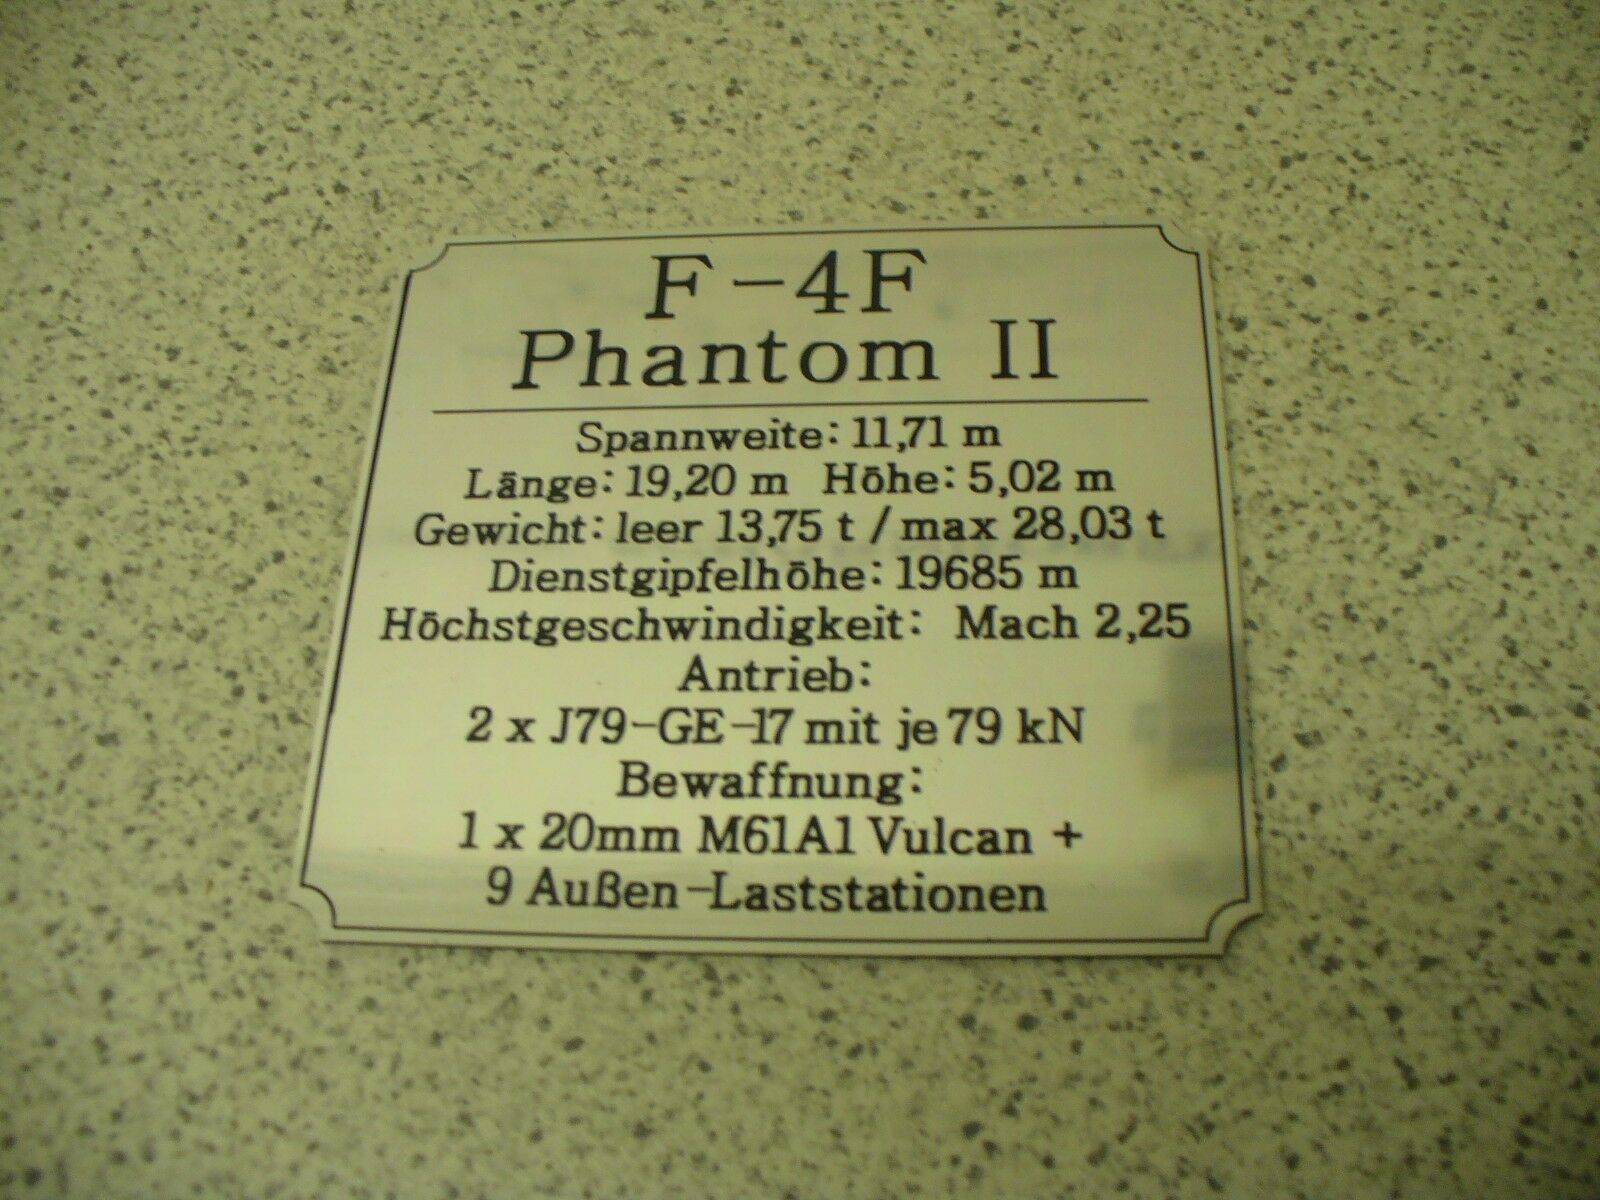 F-4F
Phantom II
Spannweite: 11,71 m
Länge: 19,20 m Höhe: 5,02 m
Gewicht: leer 13,75 t / max 28,03 t
Dienstgipfelhöhe: 19685 m
Höchstgeschwindigkeit: Mach 2,25
Antrieb:
2 x J79-GE-17 mit je 79 kN
Bewaffnung:
1 x 20mm M61A1 Vulcan +
9 Außen-Laststationen